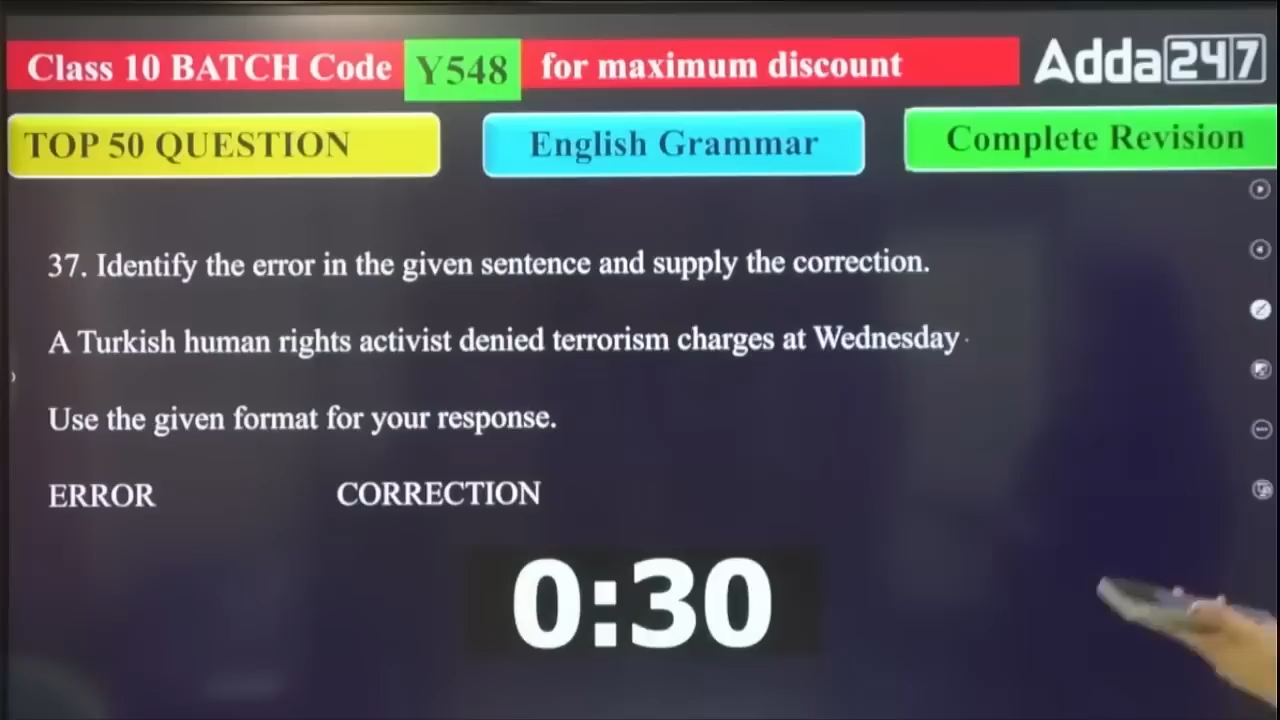 Class 10 BATCH Code Y548 for maximum discount
Adda247
TOP 50 QUESTION
English Grammar
Complete Revision
37. Identify the error in the given sentence and supply the correction.
A Turkish human rights activist denied terrorism charges at Wednesday
Use the given format for your response.
ERROR CORRECTION
0:30